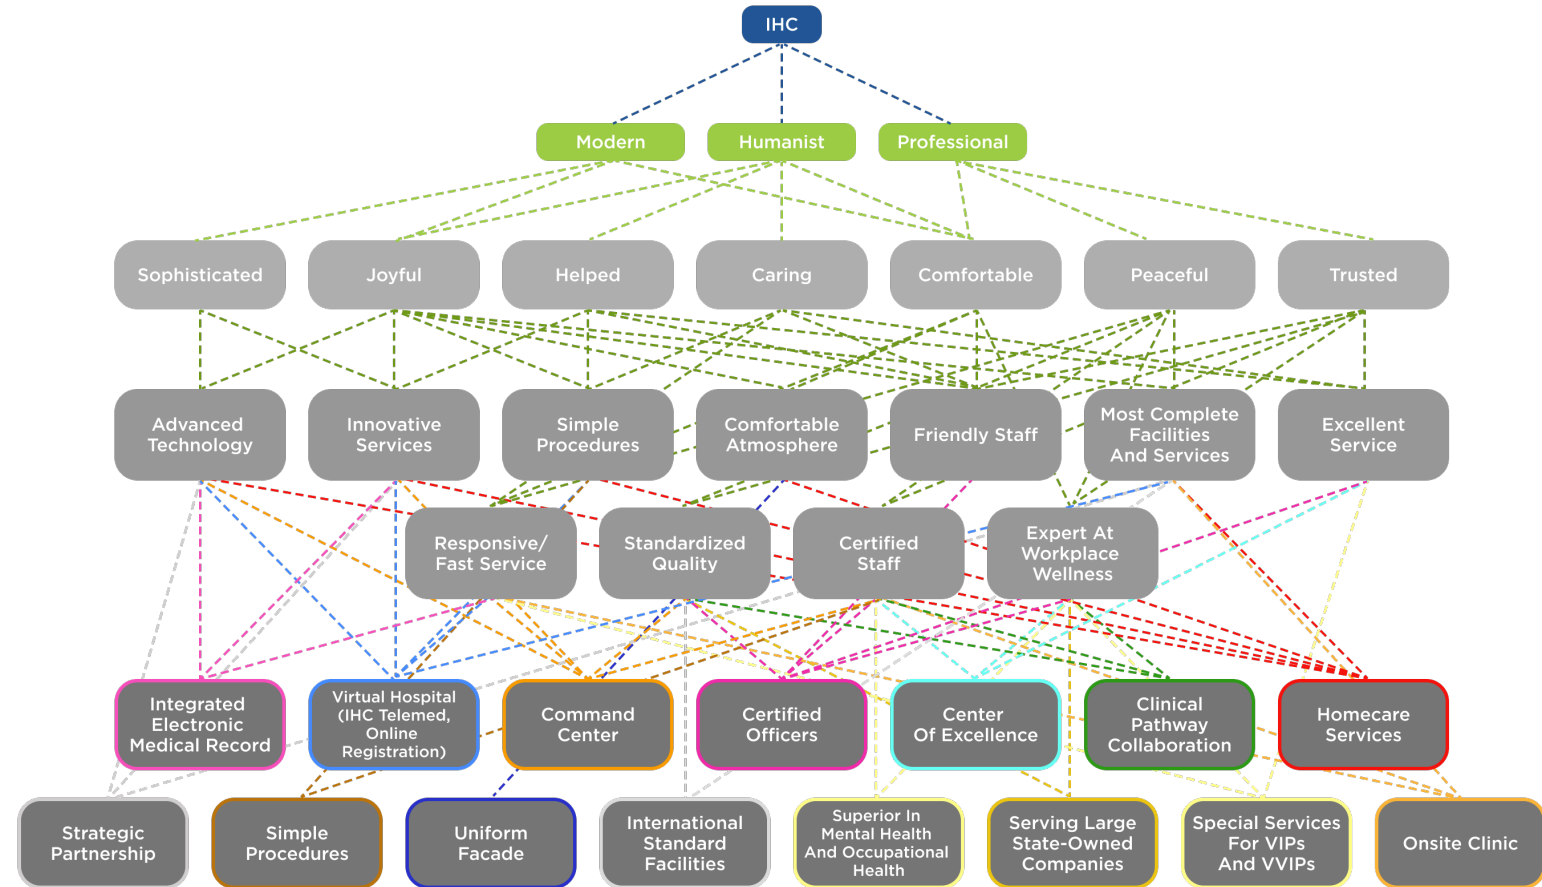 IHC
Modern
Humanist
Professional
Sophisticated
Joyful
Helped
Caring
Comfortable
Peaceful
Trusted
Advanced
Technology
Innovative
Services
Simple
Procedures
Comfortable
Atmosphere
Friendly Staff
Most Complete
Facilities
And Services
Excellent
Service
Responsive/
Fast Service
Standardized
Quality
Certified
Staff
Expert At
Workplace
Wellness
Integrated
Electronic
Medical Record
Virtual Hospital
(IHC Telemed,
Online
Registration)
Command
Center
Certified
Officers
Center
Of Excellence
Clinical
Pathway
Collaboration
Homecare
Services
Strategic
Partnership
Simple
Procedures
Uniform
Facade
International
Standard
Facilities
Superior In
Mental Health
And Occupational
Health
Serving Large
State-Owned
Companies
Special Services
For VIPs
And VVIPs
Onsite Clinic